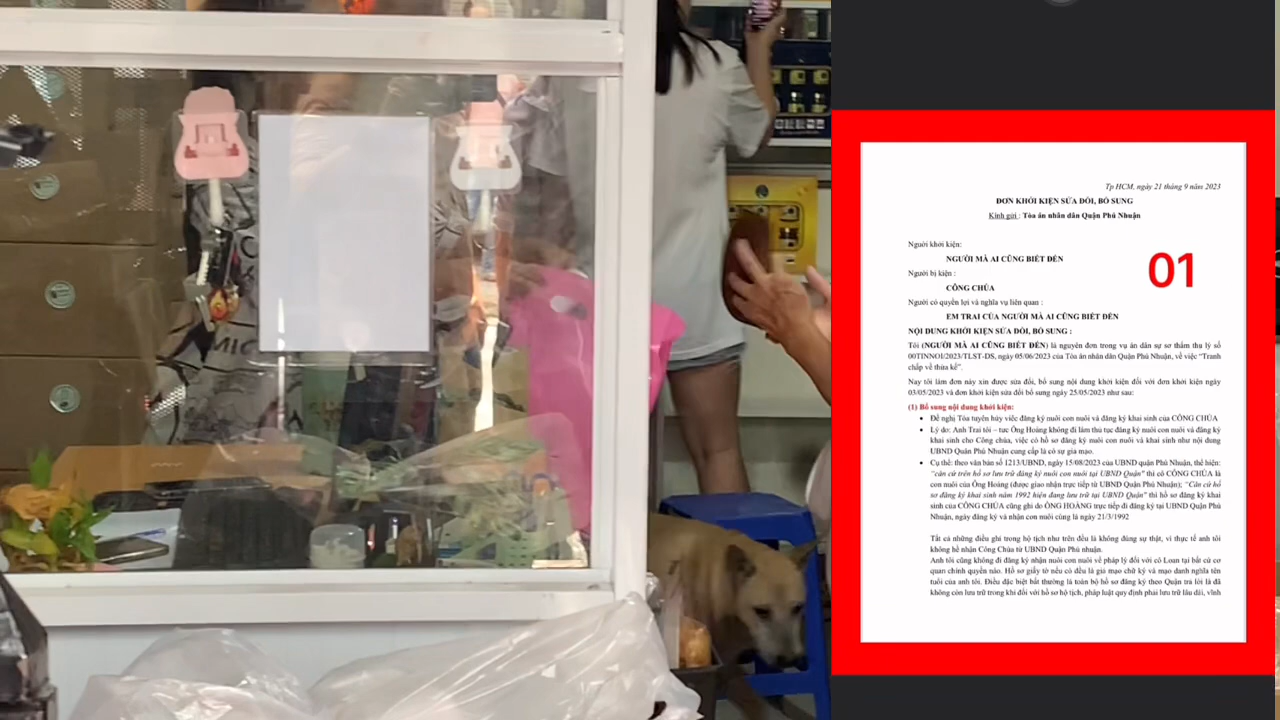 Tp HCM, ngày 21 tháng 9 năm 2023
ĐƠN KHỞI KIỆN SỬA ĐỔI, BỔ SUNG
Kính gửi : Tòa án nhân dân Quận Phú Nhuận
Người khởi kiện:
NGƯỜI MÀ AI CŨNG BIẾT ĐẾN
01
Người bị kiện :
CÔNG CHÚA
Người có quyền lợi và nghĩa vụ liên quan :
EM TRAI CỦA NGƯỜI MÀ AI CŨNG BIẾT ĐẾN
NỘI DUNG KHỞI KIỆN SỬA ĐỔI, BỔ SUNG :
Tôi (NGƯỜI MÀ AI CŨNG BIẾT ĐẾN) là nguyên đơn trong vụ án dân sự sơ thẩm thụ lý số
00TINNOI/2023/TLST-DS, ngày 05/06/2023 của Tòa án nhân dân Quận Phú Nhuận, về việc "Tranh
chấp về thừa kế".
Nay tôi làm đơn này xin được sửa đổi, bổ sung nội dung khởi kiện đối với đơn khởi kiện ngày
03/05/2023 và đơn khởi kiện sửa đổi bổ sung ngày 25/05/2023 như sau:
(1) Bổ sung nội dung khởi kiện:
• Đề nghị Tòa tuyên hủy việc đăng ký nuôi con nuôi và đăng ký khai sinh của CÔNG CHÚA
• Lý do: Anh Trai tôi – tức Ông Hoàng không đi làm thủ tục đăng ký nuôi con nuôi và đăng ký
khai sinh cho Công chúa, việc có hồ sơ đăng ký nuôi con nuôi và khai sinh như nội dung
UBND Quân Phú Nhuận cung cấp là có sự giả mạo.
• Cụ thể: theo văn bản số 1213/UBND, ngày 15/08/2023 của UBND quận Phú Nhuận, thể hiện:
"căn cứ trên hồ sơ lưu trữ đăng ký nuôi con nuôi tại UBND Quận" thì cô CÔNG CHÚA là
con nuôi của Ông Hoàng (được giao nhận trực tiếp từ UBND Quận Phú Nhuận); "Căn cứ hồ
sơ đăng ký khai sinh năm 1992 hiện đang lưu trữ tại UBND Quận" thì hồ sơ đăng ký khai
sinh của CÔNG CHÚA cũng ghi do ÔNG HOÀNG trực tiếp đi đăng ký tại UBND Quận Phú
Nhuận, ngày đăng ký và nhận con nuôi cùng là ngày 21/3/1992
Tất cả những điều ghi trong hộ tịch như trên đều là không đúng sự thật, vì thực tế anh tôi
không hề nhận Công Chúa từ UBND Quận Phú nhuận.
Anh tôi cũng không đi đăng ký nhận nuôi con nuôi về pháp lý đối với cô Loan tại bất cứ cơ
quan chính quyền nào. Hồ sơ giấy tờ nếu có đều là giả mạo chữ ký và mạo danh nghĩa tên
tuổi của anh tôi. Điều đặc biệt bất thường là toàn bộ hồ sơ đăng ký theo Quận trả lời là đã
không còn lưu trữ trong khi đối với hồ sơ hộ tịch, pháp luật quy định phải lưu trữ lâu dài, vĩnh